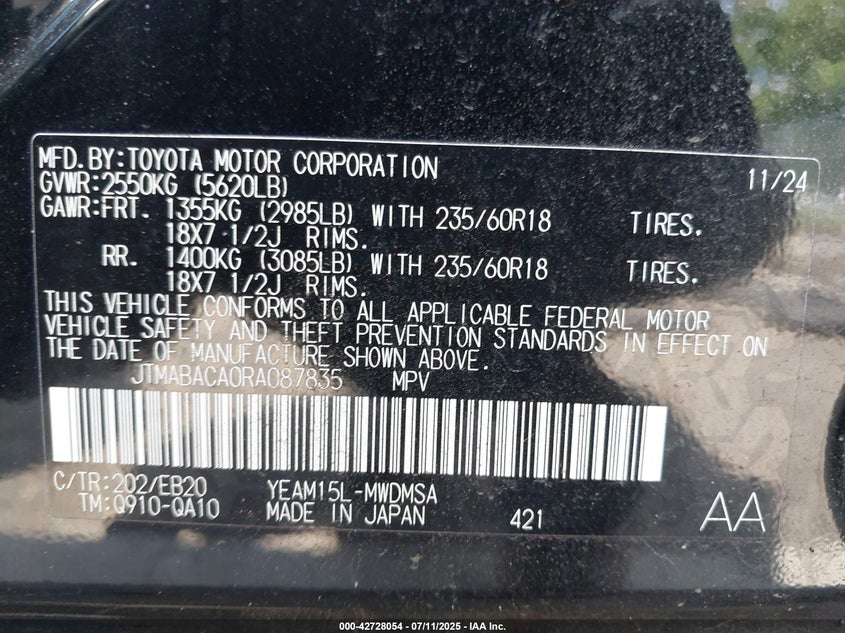 MFD.BY:TOYOTA MOTOR CORPORATION 11/24
GVWR:2550KG (5620LB)
GAWR:FRT. 1355KG (2985LB) WITH 235/60R18 TIRES.
18X7 1/2J RIMS.
RR. 1400KG (3085LB) WITH 235/60R18 TIRES.
18X7 1/2J RIMS.
THIS VEHICLE CONFORMS TO ALL APPLICABLE FEDERAL MOTOR
VEHICLE SAFETY AND THEFT PREVENTION STANDARDS IN EFFECT ON
THE DATE OF MANUFACTURE SHOWN ABOVE.
JTMABACA0RA087835 MPV
C/TR:202/EB20 YEAM15L-MWDMSA
TM:Q910-QA10 MADE IN JAPAN 421 AA
000-42728054 - 07/11/2025 - IAA Inc.